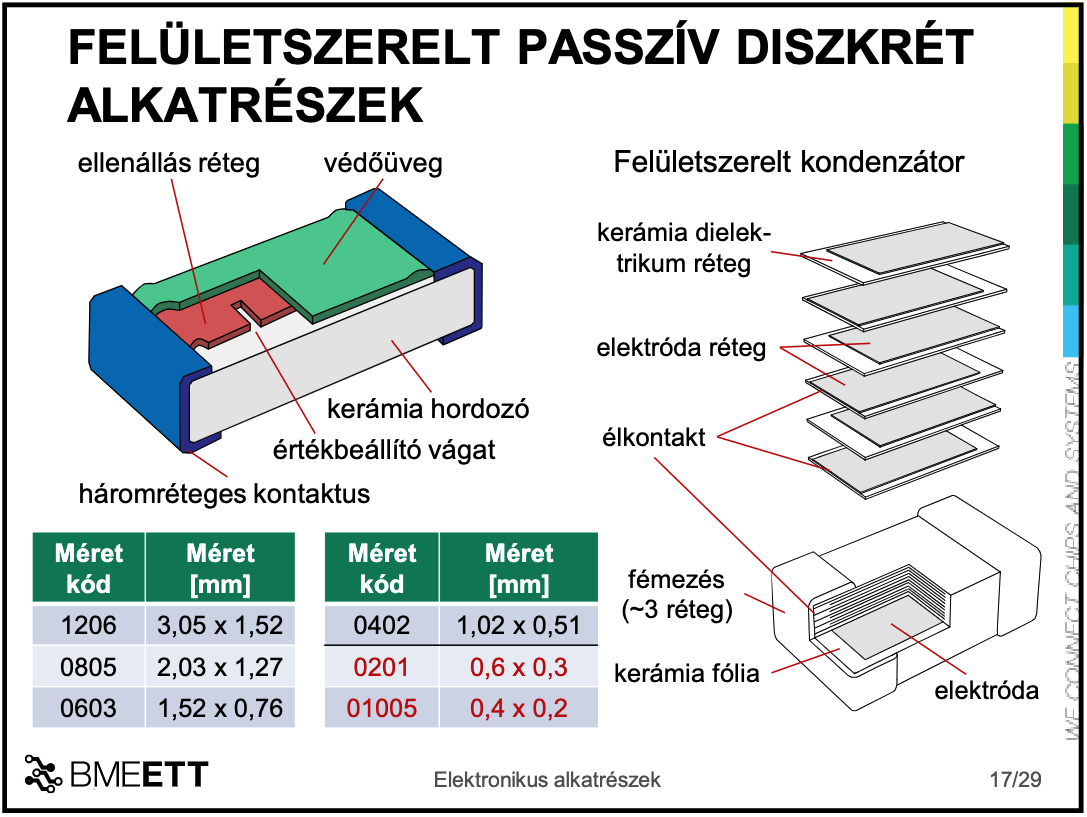 FELÜLETSZERELT PASSZÍV DISZKRÉT
ALKATRÉSZEK
ellenállás réteg
védőüveg
kerámia hordozó
értékbeállító vágat
háromréteges kontaktus
Felületszerelt kondenzátor
kerámia dielek-
trikum réteg
elektróda réteg
élkontakt
fémezés
(~3 réteg)
kerámia fólia
elektróda
Méret kód Méret [mm]
1206 3,05 x 1,52
0805 2,03 x 1,27
0603 1,52 x 0,76
Méret kód Méret [mm]
0402 1,02 x 0,51
0201 0,6 x 0,3
01005 0,4 x 0,2
WE CONNECT CHIPS AND SYSTEMS
BMEETT
Elektronikus alkatrészek
17/29